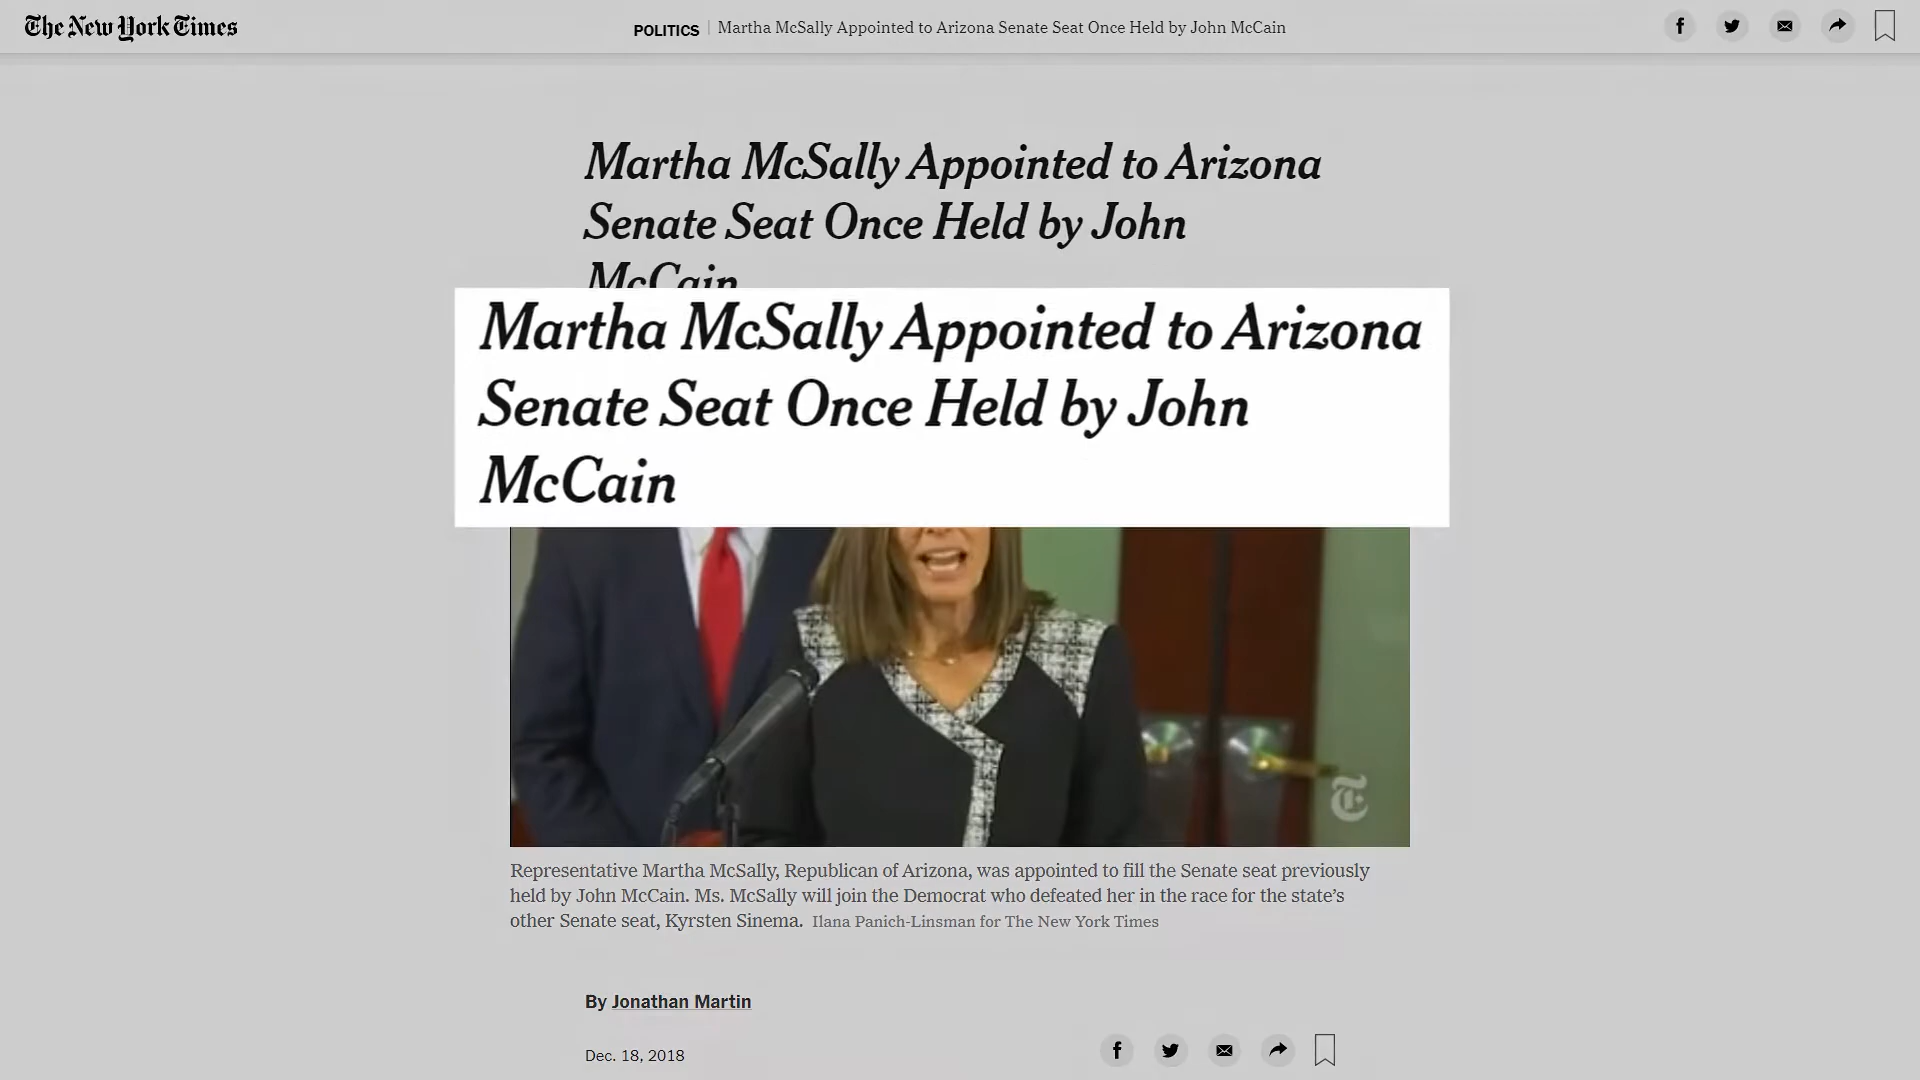 The New York Times
POLITICS | Martha McSally Appointed to Arizona Senate Seat Once Held by John McCain
Martha McSally Appointed to Arizona
Senate Seat Once Held by John
McCain
Martha McSally Appointed to Arizona
Senate Seat Once Held by John
McCain
Representative Martha McSally, Republican of Arizona, was appointed to fill the Senate seat previously
held by John McCain. Ms. McSally will join the Democrat who defeated her in the race for the state’s
other Senate seat, Kyrsten Sinema. Ilana Panich-Linsman for The New York Times
By Jonathan Martin
Dec. 18, 2018